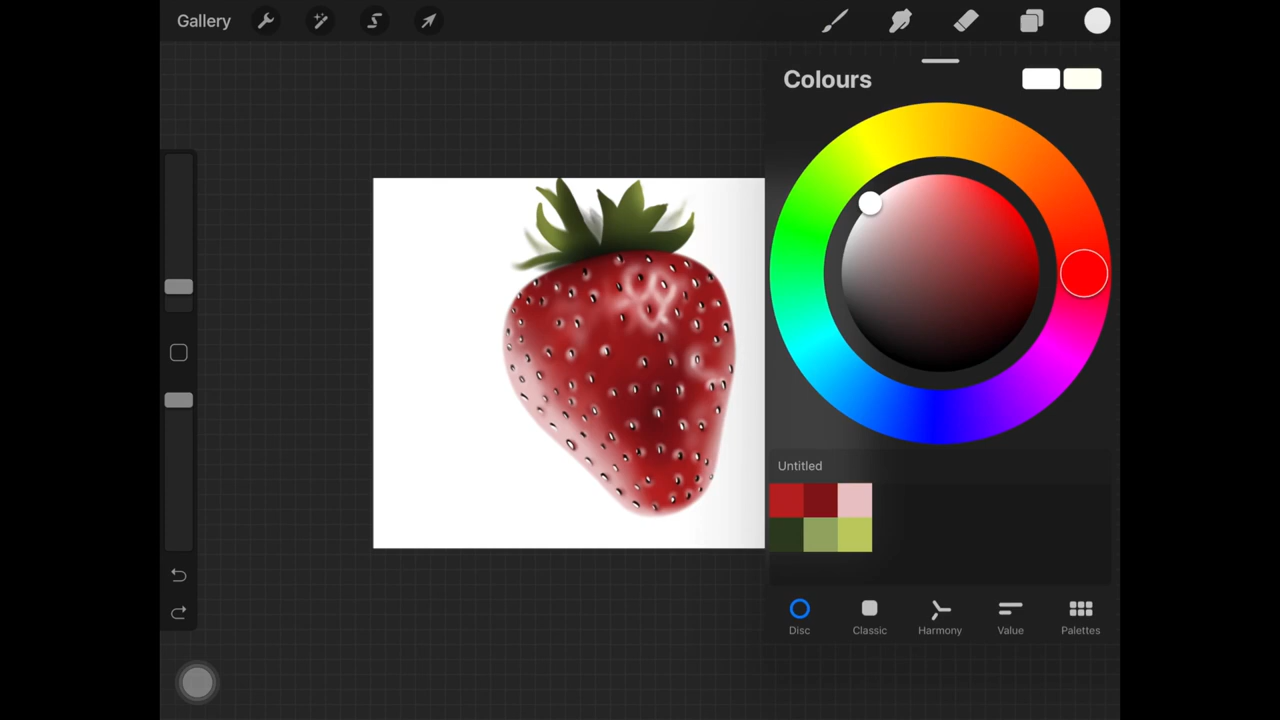 Gallery
Colours
Untitled
Disc
Classic
Harmony
Value
Palettes